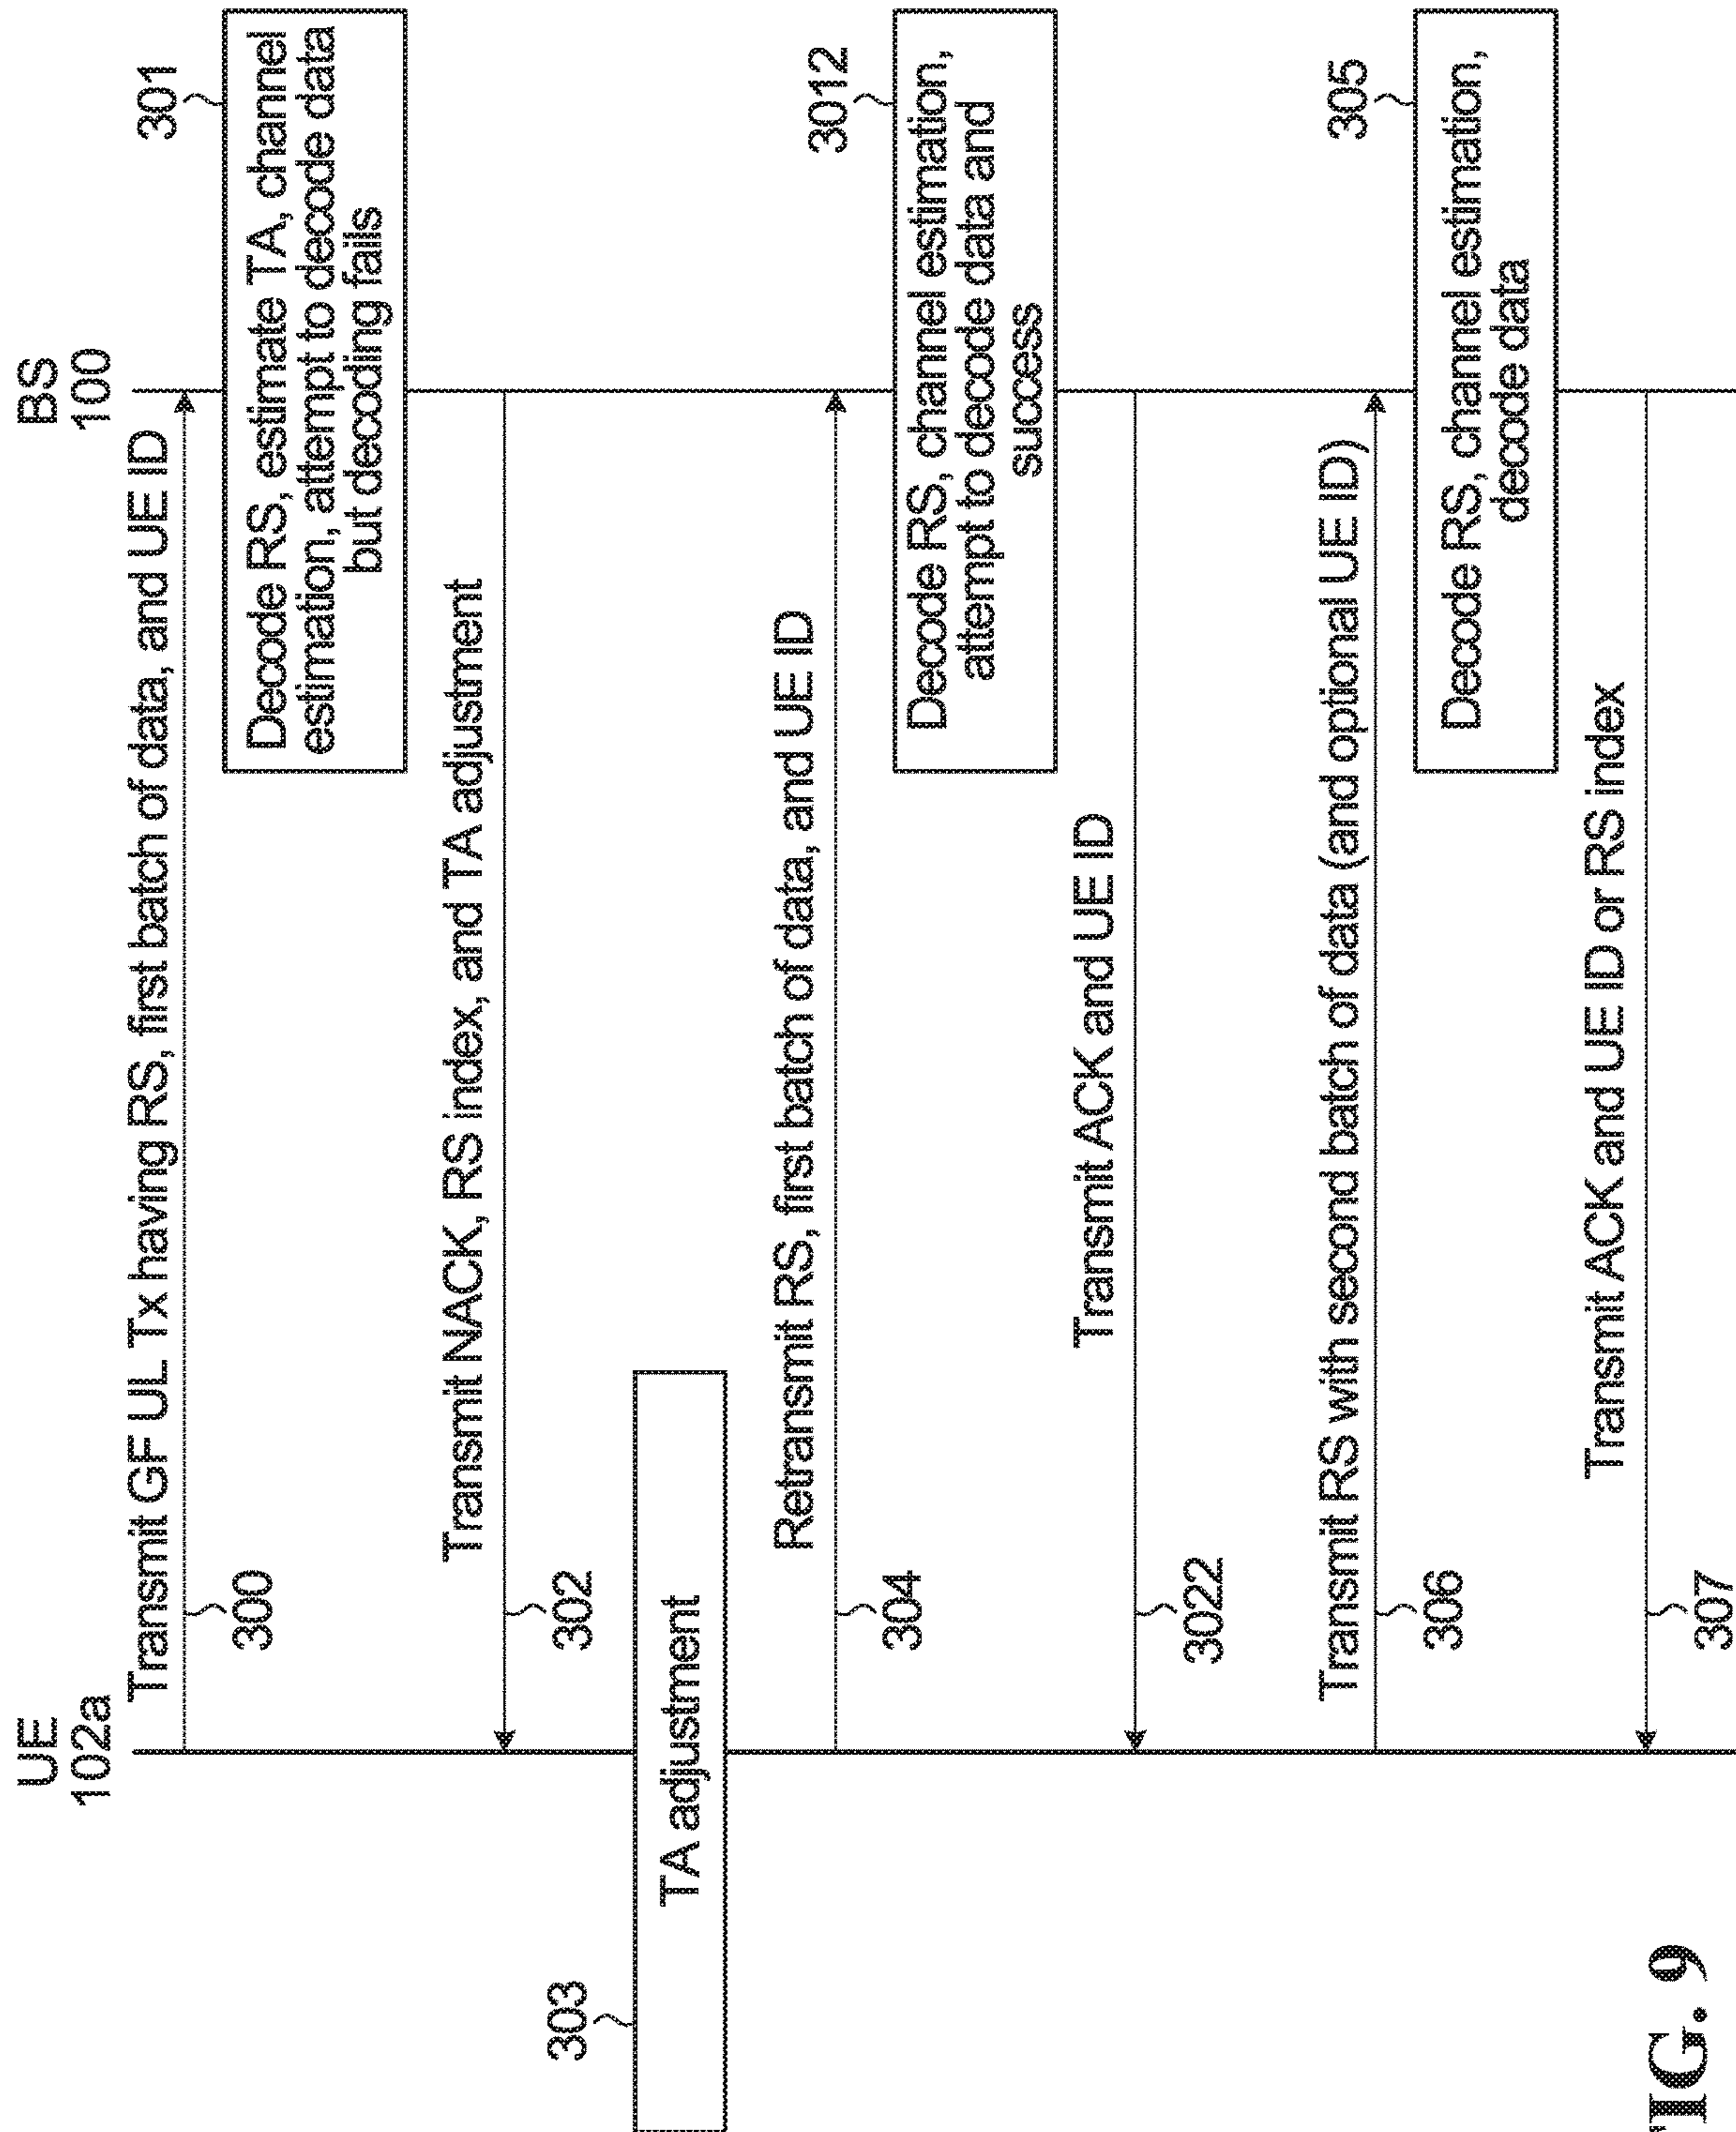 UE
102a
BS
100
Transmit GF UL Tx having RS, first batch of data, and UE ID
300
301
Decode RS, estimate TA, channel
estimation, attempt to decode data
but decoding fails
Transmit NACK, RS index, and TA adjustment
302
303
TA adjustment
Retransmit RS, first batch of data, and UE ID
304
3012
Decode RS, channel estimation,
attempt to decode data and
success
Transmit ACK and UE ID
3022
Transmit RS with second batch of data (and optional UE ID)
306
305
Decode RS, channel estimation,
decode data
Transmit ACK and UE ID or RS index
307
FIG. 9